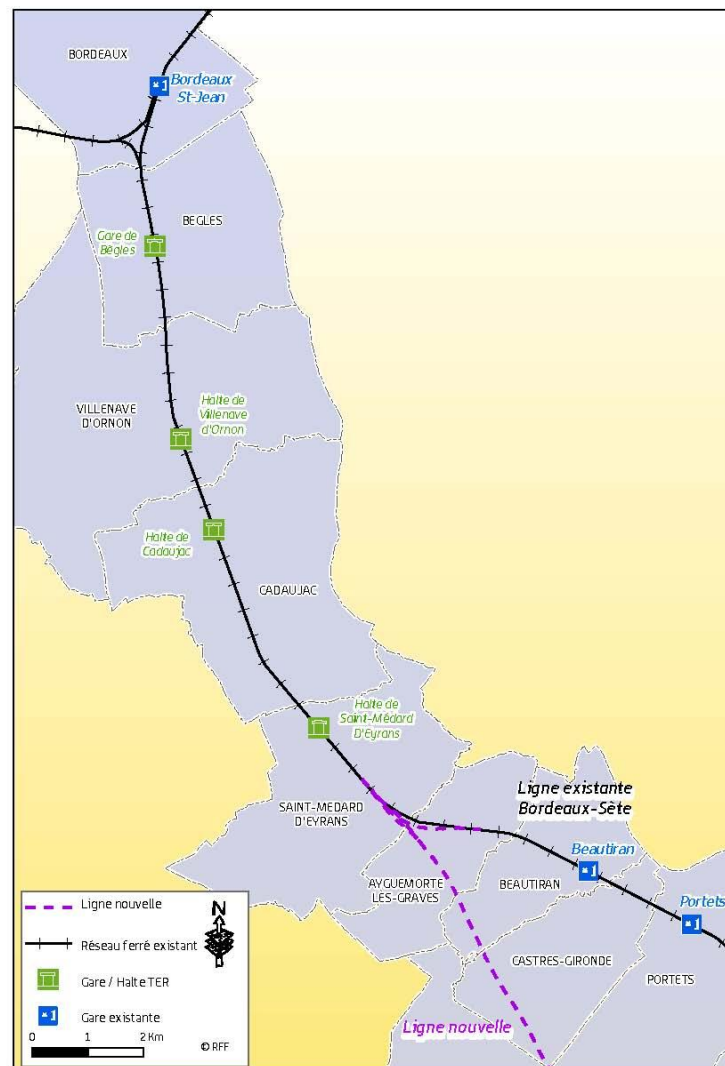 BORDEAUX
Bordeaux
St-Jean
BEGLES
Gare de
Bègles
VILLENAVE
D'ORNON
Halte de
Villenave
d'Ornon
Halte de
Cadaujac
CADAUJAC
Halte de
Saint-Médard
D'Eyrans
SAINT-MEDARD
D'EYRANS
Ligne existante
Bordeaux-Sète
Beautiran
AYGUEMORTE
LES-GRAVES
BEAUTIRAN
Portets
CASTRES-GIRONDE
PORTETS
Ligne nouvelle
Ligne nouvelle
N
Réseau ferré existant
Gare / Halte TER
Gare existante
0 1 2 Km
© RFF